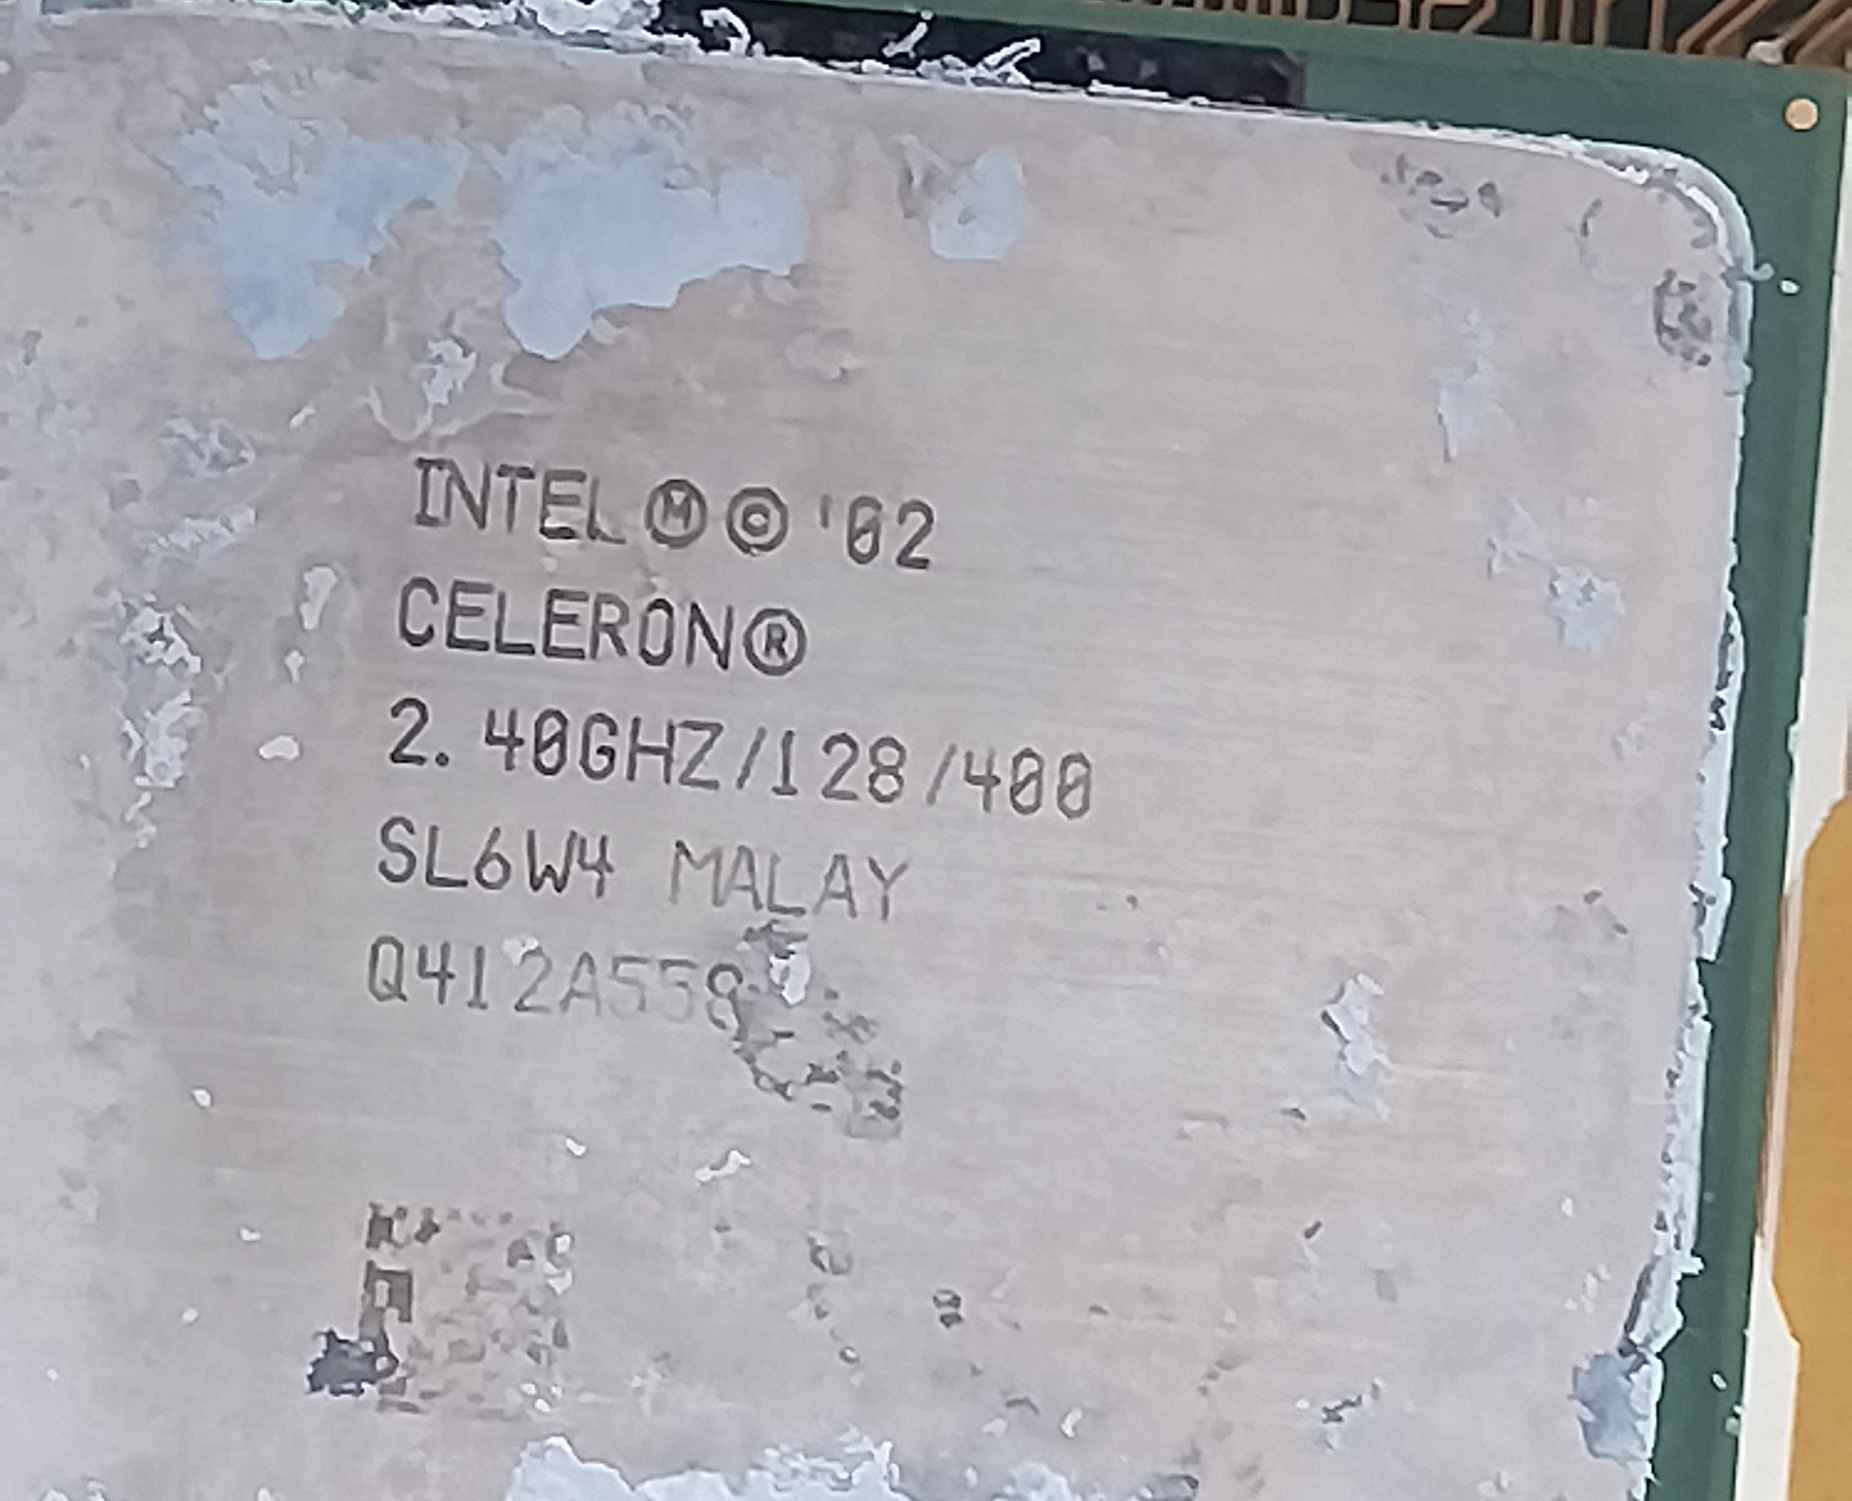 INTEL Ⓜ © '02
CELERON®
2.40GHZ/128/400
SL6W4 MALAY
Q412A558